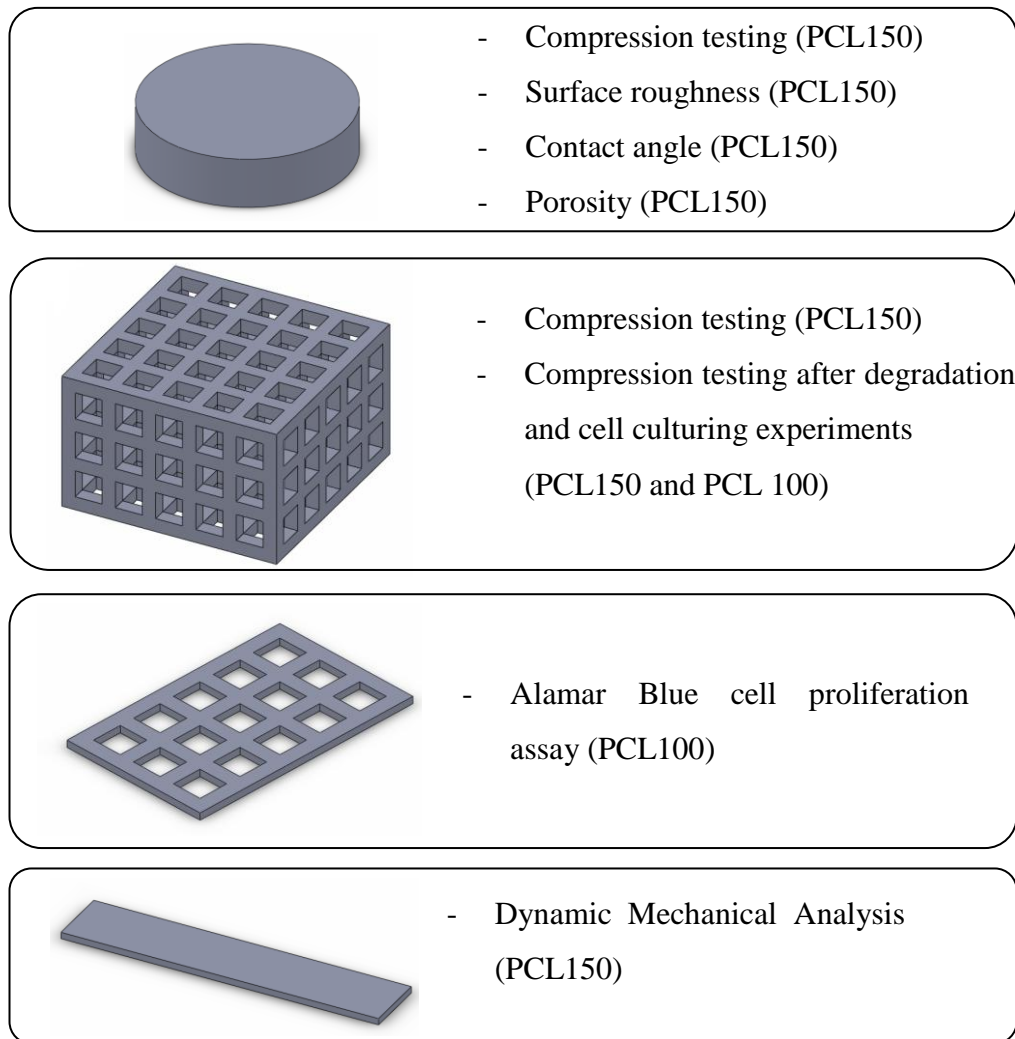 - Compression testing (PCL150)
- Surface roughness (PCL150)
- Contact angle (PCL150)
- Porosity (PCL150)
- Compression testing (PCL150)
- Compression testing after degradation
and cell culturing experiments
(PCL150 and PCL 100)
- Alamar Blue cell proliferation
assay (PCL100)
- Dynamic Mechanical Analysis
(PCL150)